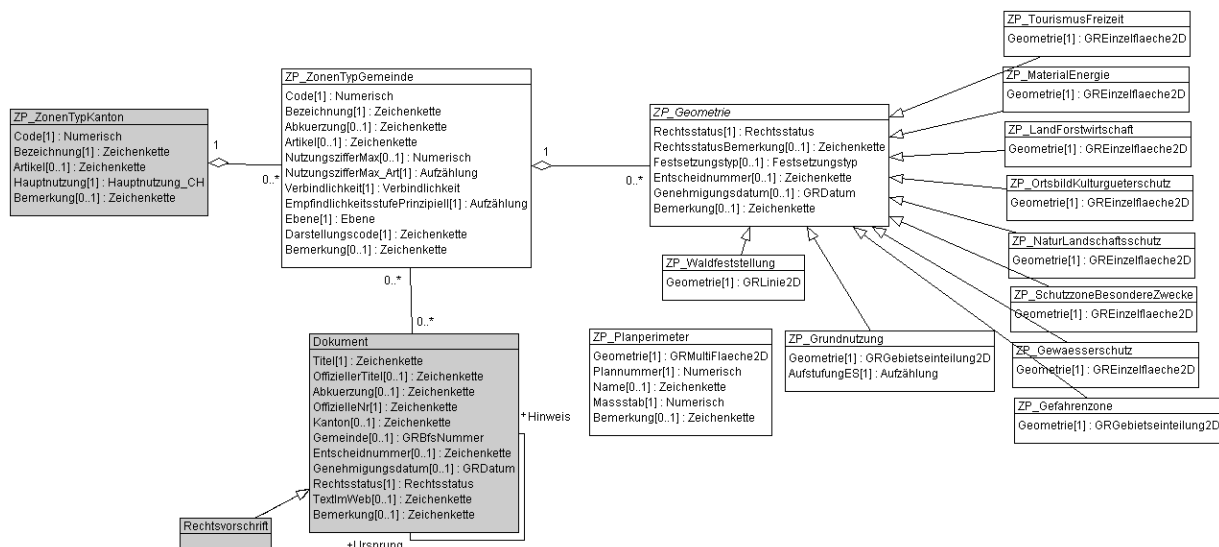 ZP_ZonenTypKanton
Code[1] : Numerisch
Bezeichnung[1] : Zeichenkette
Artikel[0..1] : Zeichenkette
Hauptnutzung[1] : Hauptnutzung_CH
Bemerkung[0..1] : Zeichenkette
1
0..*
ZP_ZonenTypGemeinde
Code[1] : Numerisch
Bezeichnung[1] : Zeichenkette
Abkuerzung[0..1] : Zeichenkette
Artikel[0..1] : Zeichenkette
NutzungszifferMax[0..1] : Numerisch
NutzungszifferMax_Art[1] : Aufzählung
Verbindlichkeit[1] : Verbindlichkeit
EmpfindlichkeitsstufePrinzipiell[1] : Aufzählung
Ebene[1] : Ebene
Darstellungscode[1] : Zeichenkette
Bemerkung[0..1] : Zeichenkette
1
0..*
0..*
0..*
ZP_Geometrie
Rechtsstatus[1] : Rechtsstatus
RechtsstatusBemerkung[0..1] : Zeichenkette
Festsetzungstyp[0..1] : Festsetzungstyp
Entscheidnummer[0..1] : Zeichenkette
Genehmigungsdatum[0..1] : GRDatum
Bemerkung[0..1] : Zeichenkette
ZP_TourismusFreizeit
Geometrie[1] : GREinzelflaeche2D
ZP_MaterialEnergie
Geometrie[1] : GREinzelflaeche2D
ZP_LandForstwirtschaft
Geometrie[1] : GREinzelflaeche2D
ZP_OrtsbildKulturgueterschutz
Geometrie[1] : GREinzelflaeche2D
ZP_NaturLandschaftsschutz
Geometrie[1] : GREinzelflaeche2D
ZP_SchutzzoneBesondereZwecke
Geometrie[1] : GREinzelflaeche2D
ZP_Gewaesserschutz
Geometrie[1] : GREinzelflaeche2D
ZP_Gefahrenzone
Geometrie[1] : GRGebietseinteilung2D
ZP_Waldfeststellung
Geometrie[1] : GRLinie2D
ZP_Planperimeter
Geometrie[1] : GRMultiFlaeche2D
Plannummer[1] : Numerisch
Name[0..1] : Zeichenkette
Massstab[1] : Numerisch
Bemerkung[0..1] : Zeichenkette
ZP_Grundnutzung
Geometrie[1] : GRGebietseinteilung2D
AufstufungES[1] : Aufzählung
Dokument
Titel[1] : Zeichenkette
OffiziellerTitel[0..1] : Zeichenkette
Abkuerzung[0..1] : Zeichenkette
OffizielleNr[1] : Zeichenkette
Kanton[0..1] : Zeichenkette
Gemeinde[0..1] : GRBfsNummer
Entscheidnummer[0..1] : Zeichenkette
Genehmigungsdatum[0..1] : GRDatum
Rechtsstatus[1] : Rechtsstatus
TextImWeb[0..1] : Zeichenkette
Bemerkung[0..1] : Zeichenkette
+Hinweis
+Ursprung
Rechtsvorschrift